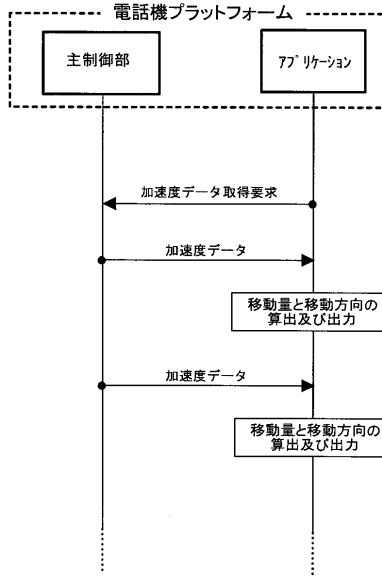 電話機プラットフォーム
主制御部
アプリケーション
加速度データ取得要求
加速度データ
移動量と移動方向の
算出及び出力
加速度データ
移動量と移動方向の
算出及び出力